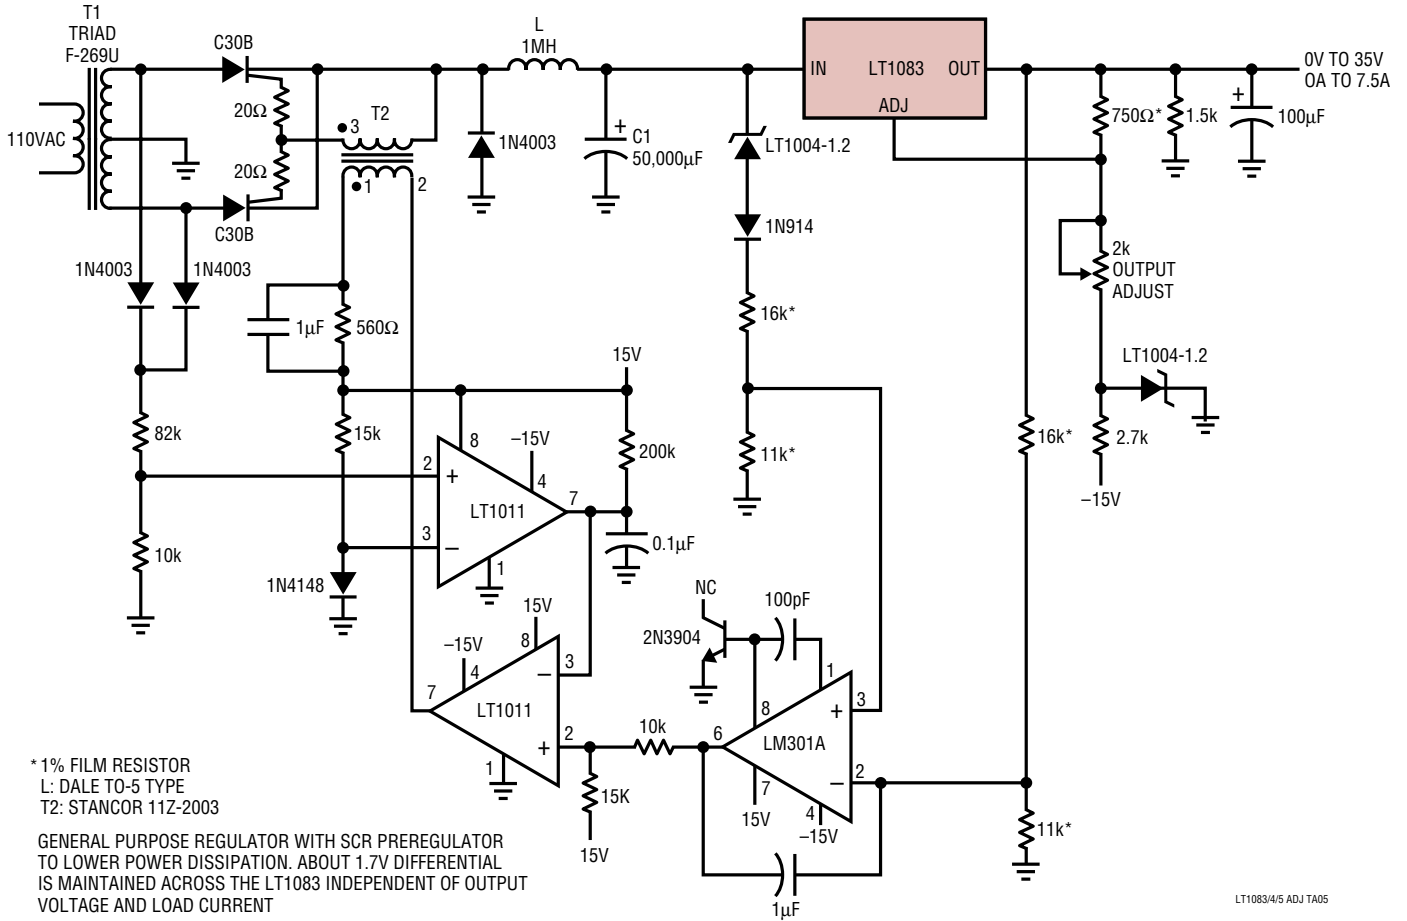 T1
TRIAD
F-269U
110VAC
C30B
20Ω
20Ω
C30B
T2
3
1
2
L
1MH
1N4003
+
C1
50,000µF
IN
LT1083
OUT
ADJ
0V TO 35V
OA TO 7.5A
750Ω*
1.5k
+
100µF
LT1004-1.2
1N914
16k*
11k*
2k
OUTPUT
ADJUST
LT1004-1.2
16k*
2.7k
–15V
1N4003
1N4003
82k
10k
1µF
560Ω
15k
1N4148
15V
200k
0.1µF
8
–15V
4
2
+
LT1011
7
3
–
1
15V
8
–15V
4
–
3
7
LT1011
+
2
1
15K
15V
10k
NC
2N3904
100pF
1
8
+
3
6
LM301A
–
2
7
15V
4
–15V
1µF
11k*
* 1% FILM RESISTOR
L: DALE TO-5 TYPE
T2: STANCOR 11Z-2003
GENERAL PURPOSE REGULATOR WITH SCR PREREGULATOR
TO LOWER POWER DISSIPATION. ABOUT 1.7V DIFFERENTIAL
IS MAINTAINED ACROSS THE LT1083 INDEPENDENT OF OUTPUT
VOLTAGE AND LOAD CURRENT
LT1083/4/5 ADJ TA05